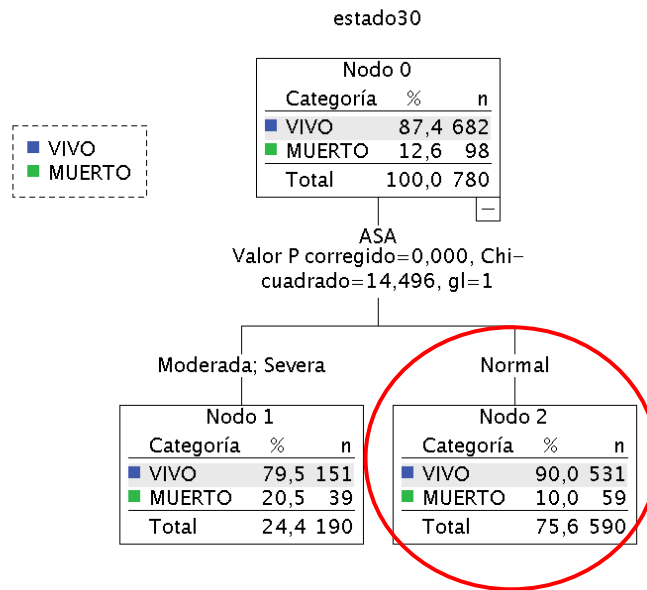 estado30
VIVO
MUERTO
Nodo 0
Categoría % n
VIVO 87,4 682
MUERTO 12,6 98
Total 100,0 780
ASA
Valor P corregido=0,000, Chi-
cuadrado=14,496, gl=1
Moderada; Severa
Normal
Nodo 1
Categoría % n
VIVO 79,5 151
MUERTO 20,5 39
Total 24,4 190
Nodo 2
Categoría % n
VIVO 90,0 531
MUERTO 10,0 59
Total 75,6 590